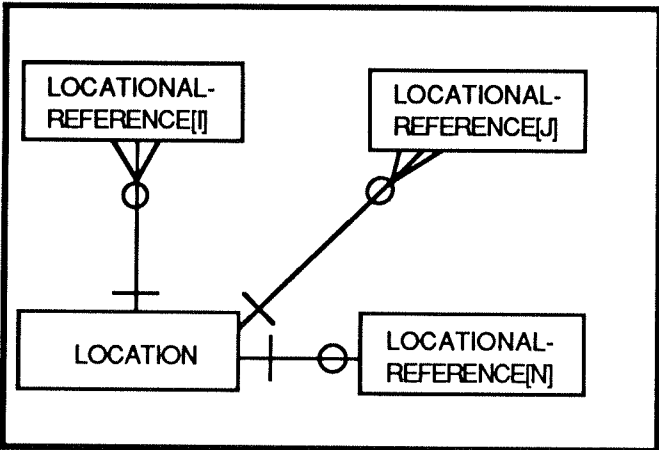 LOCATIONAL-
REFERENCE[I]
LOCATIONAL-
REFERENCE[J]
LOCATION
LOCATIONAL-
REFERENCE[N]